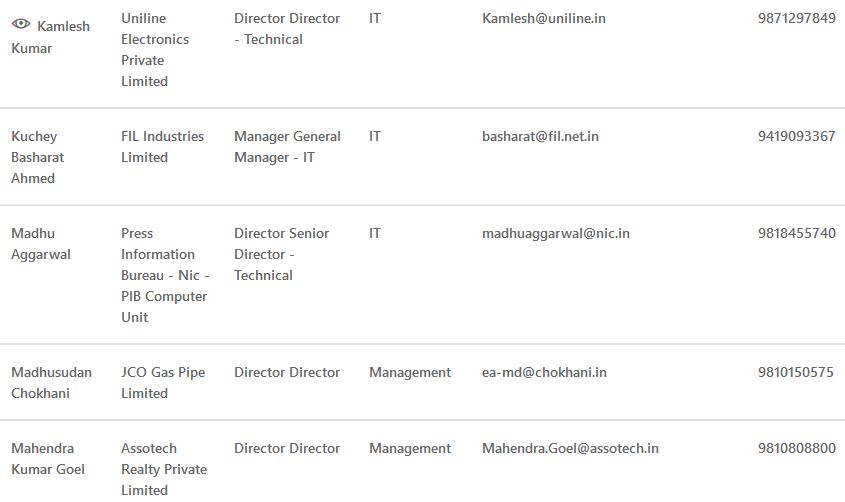 Kamlesh Kumar
Uniline Electronics Private Limited
Director Director - Technical
IT
Kamlesh@uniline.in
9871297849
Kuchey Basharat Ahmed
FIL Industries Limited
Manager General Manager - IT
IT
basharat@fil.net.in
9419093367
Madhu Aggarwal
Press Information Bureau - Nic - PIB Computer Unit
Director Senior Director - Technical
IT
madhuaggarwal@nic.in
9818455740
Madhusudan Chokhani
JCO Gas Pipe Limited
Director Director
Management
ea-md@chokhani.in
9810150575
Mahendra Kumar Goel
Assotech Realty Private Limited
Director Director
Management
Mahendra.Goel@assotech.in
9810808800